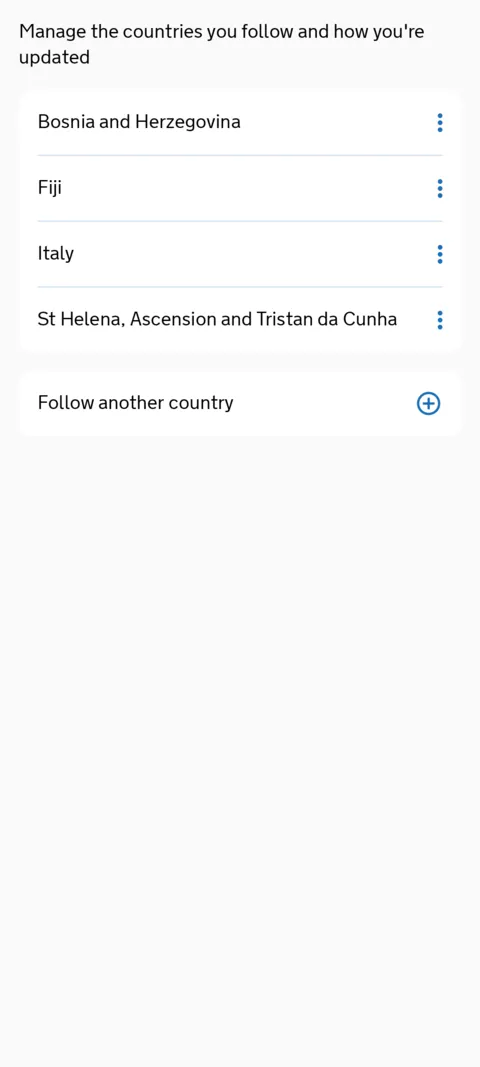 Manage the countries you follow and how you're
updated
Bosnia and Herzegovina
Fiji
Italy
St Helena, Ascension and Tristan da Cunha
Follow another country